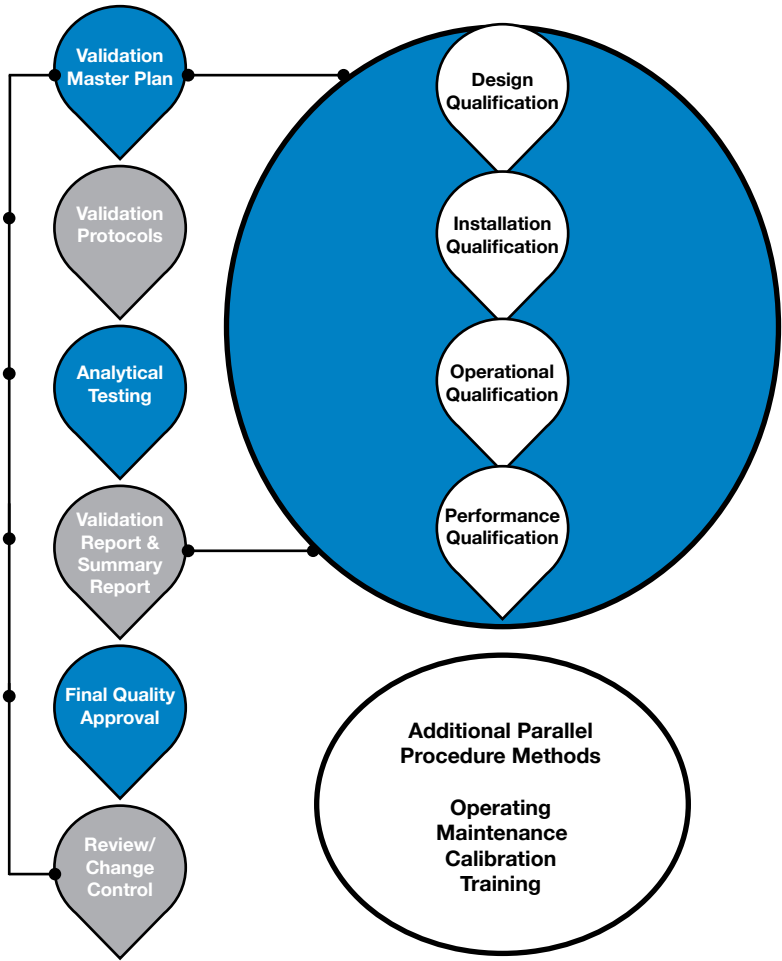 Validation
Master Plan
Validation
Protocols
Analytical
Testing
Validation
Report &
Summary
Report
Final Quality
Approval
Review/
Change
Control
Design
Qualification
Installation
Qualification
Operational
Qualification
Performance
Qualification
Additional Parallel
Procedure Methods
Operating
Maintenance
Calibration
Training